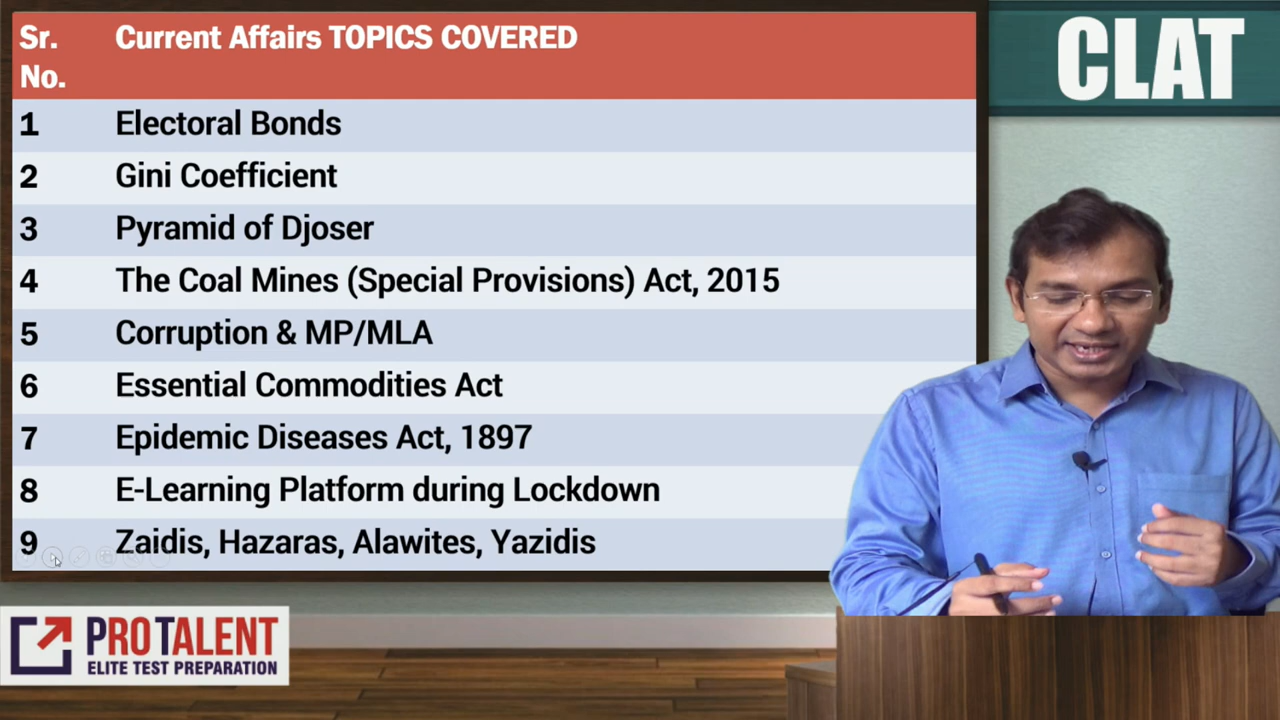 Sr. No. Current Affairs TOPICS COVERED
1 Electoral Bonds
2 Gini Coefficient
3 Pyramid of Djoser
4 The Coal Mines (Special Provisions) Act, 2015
5 Corruption & MP/MLA
6 Essential Commodities Act
7 Epidemic Diseases Act, 1897
8 E-Learning Platform during Lockdown
9 Zaidis, Hazaras, Alawites, Yazidis
CLAT
PROTALENT
ELITE TEST PREPARATION